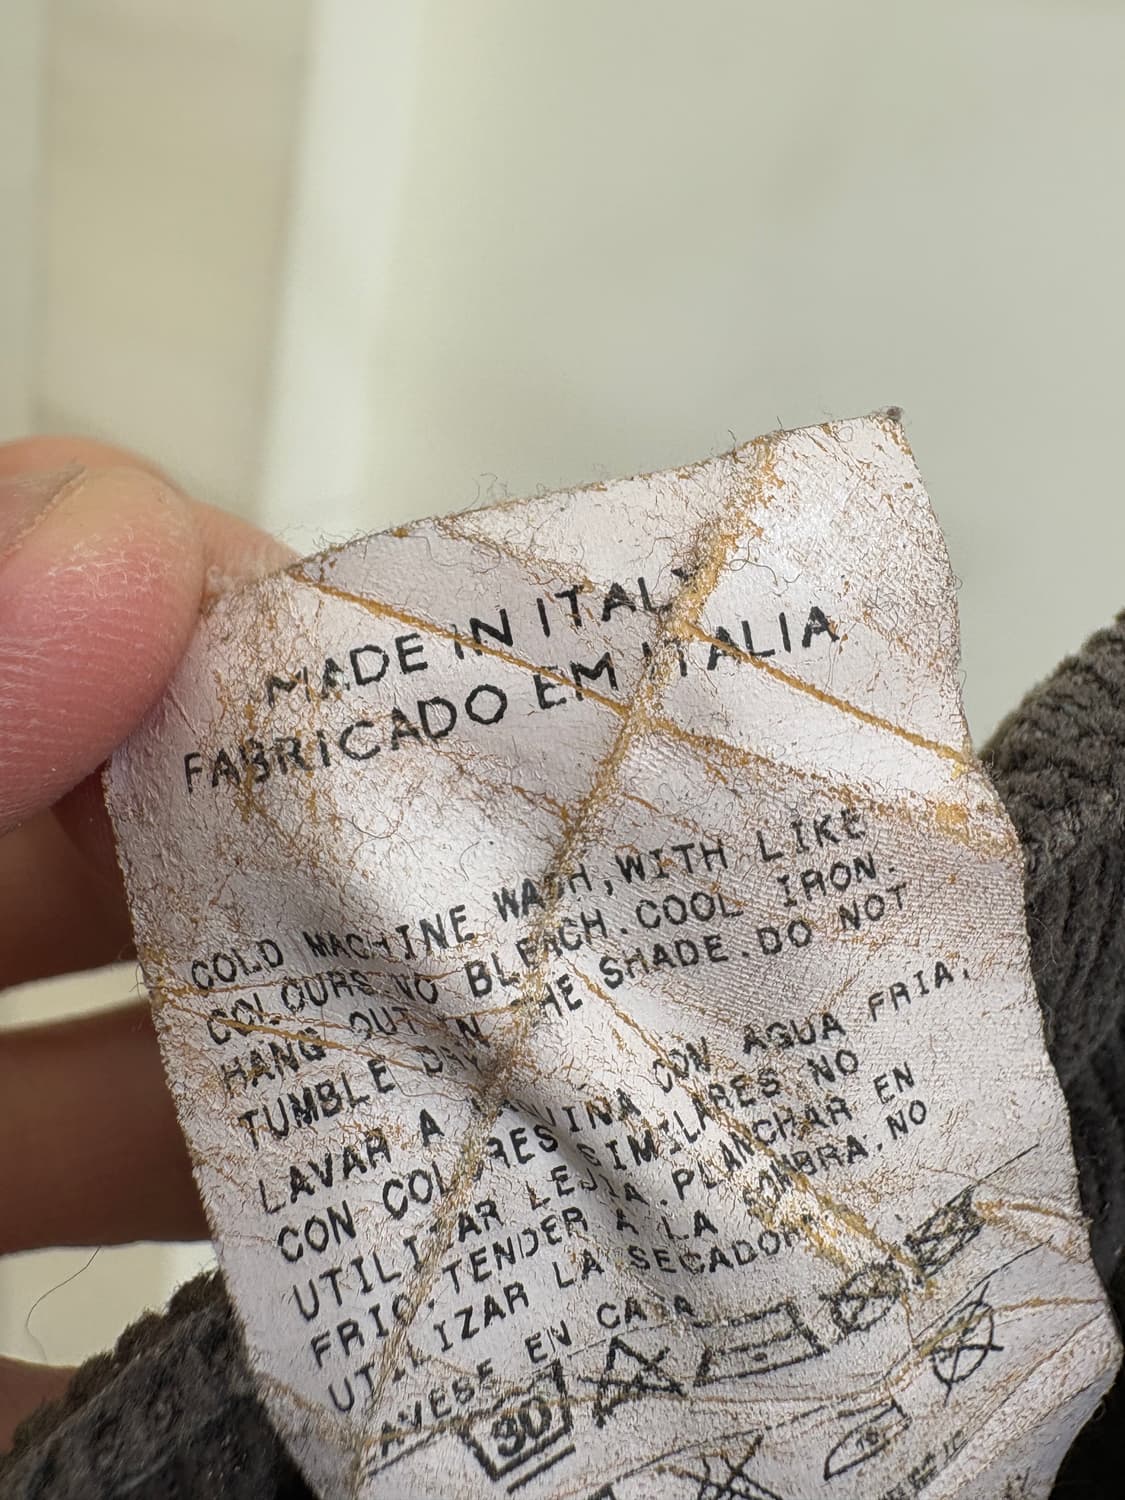 MADE IN ITALY
FABRICADO EM ITALIA
COLD MACHINE WASH, WITH LIKE
COLOURS NO BLEACH. COOL IRON.
HANG OUT IN THE SHADE. DO NOT
TUMBLE DRY
LAVAR A MAQUINA CON AGUA FRIA,
CON COLORES SIMILARES NO
UTILIZAR LEJIA. PLANCHAR EN
FRIO. TENDER A LA SOMBRA. NO
UTILIZAR LA SECADORA
LAVESE EN CASA
30